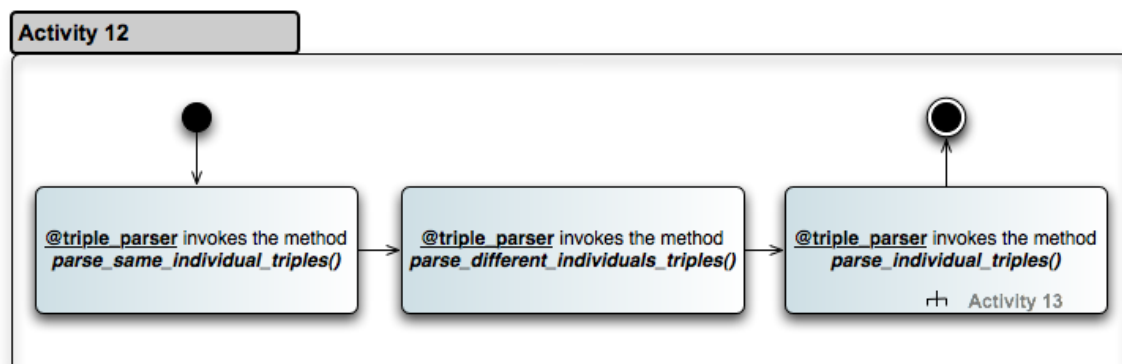 Activity 12
@triple_parser invokes the method
parse_same_individual_triples()
@triple_parser invokes the method
parse_different_individuals_triples()
@triple_parser invokes the method
parse_individual_triples()
Activity 13